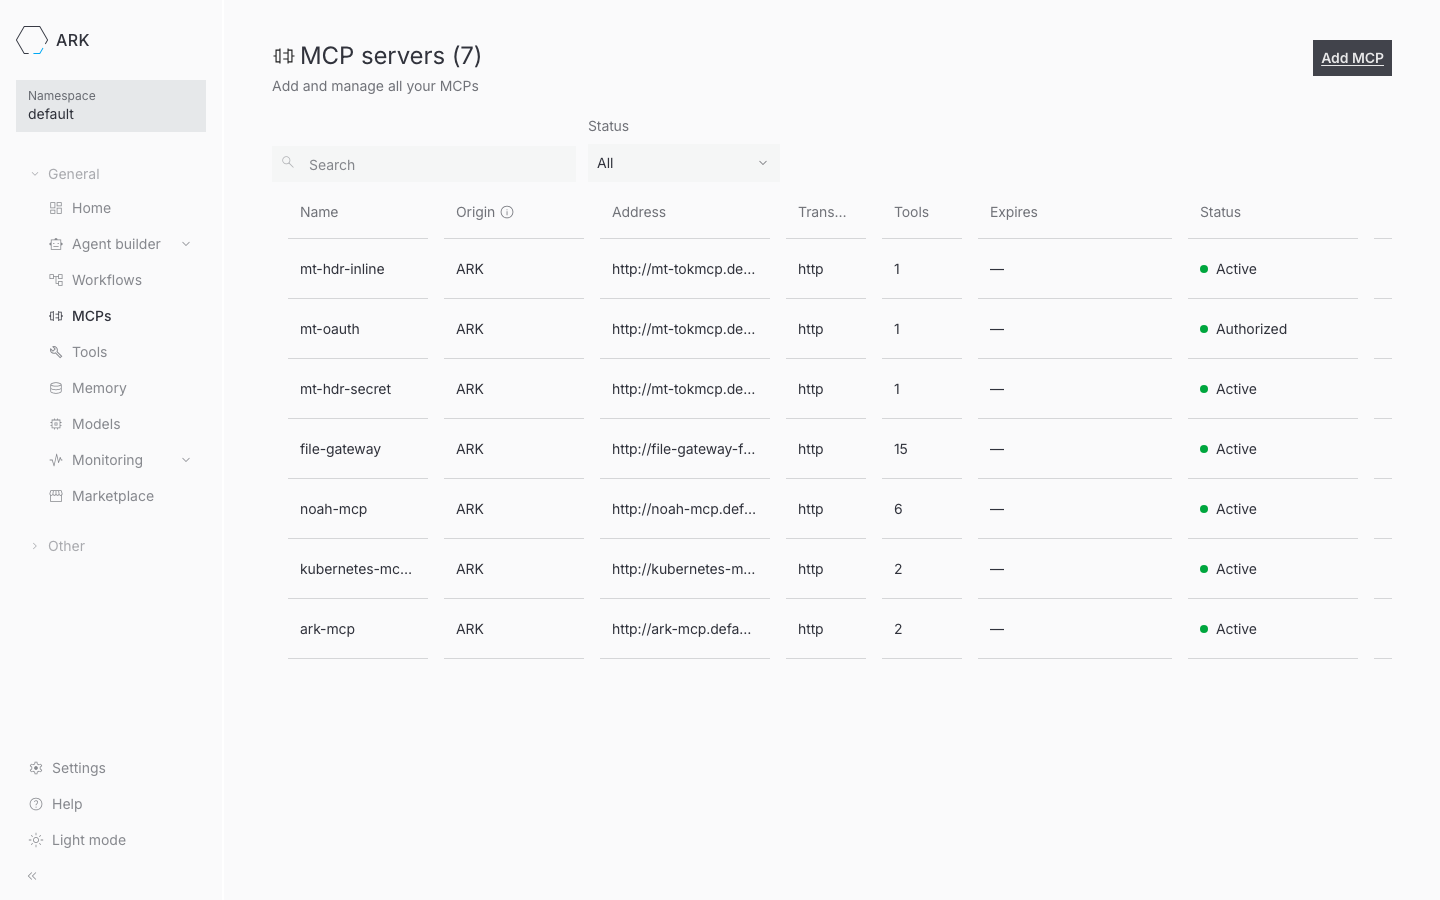 ARK
Namespace
default
General
Home
Agent builder
Workflows
MCPs
Tools
Memory
Models
Monitoring
Marketplace
Other
Settings
Help
Light mode
MCP servers (7)
Add and manage all your MCPs
Add MCP
Status
Search
All
Name Origin Address Trans... Tools Expires Status
mt-hdr-inline ARK http://mt-tokmcp.de... http 1 — Active
mt-oauth ARK http://mt-tokmcp.de... http 1 — Authorized
mt-hdr-secret ARK http://mt-tokmcp.de... http 1 — Active
file-gateway ARK http://file-gateway-f... http 15 — Active
noah-mcp ARK http://noah-mcp.def... http 6 — Active
kubernetes-mc... ARK http://kubernetes-m... http 2 — Active
ark-mcp ARK http://ark-mcp.defa... http 2 — Active